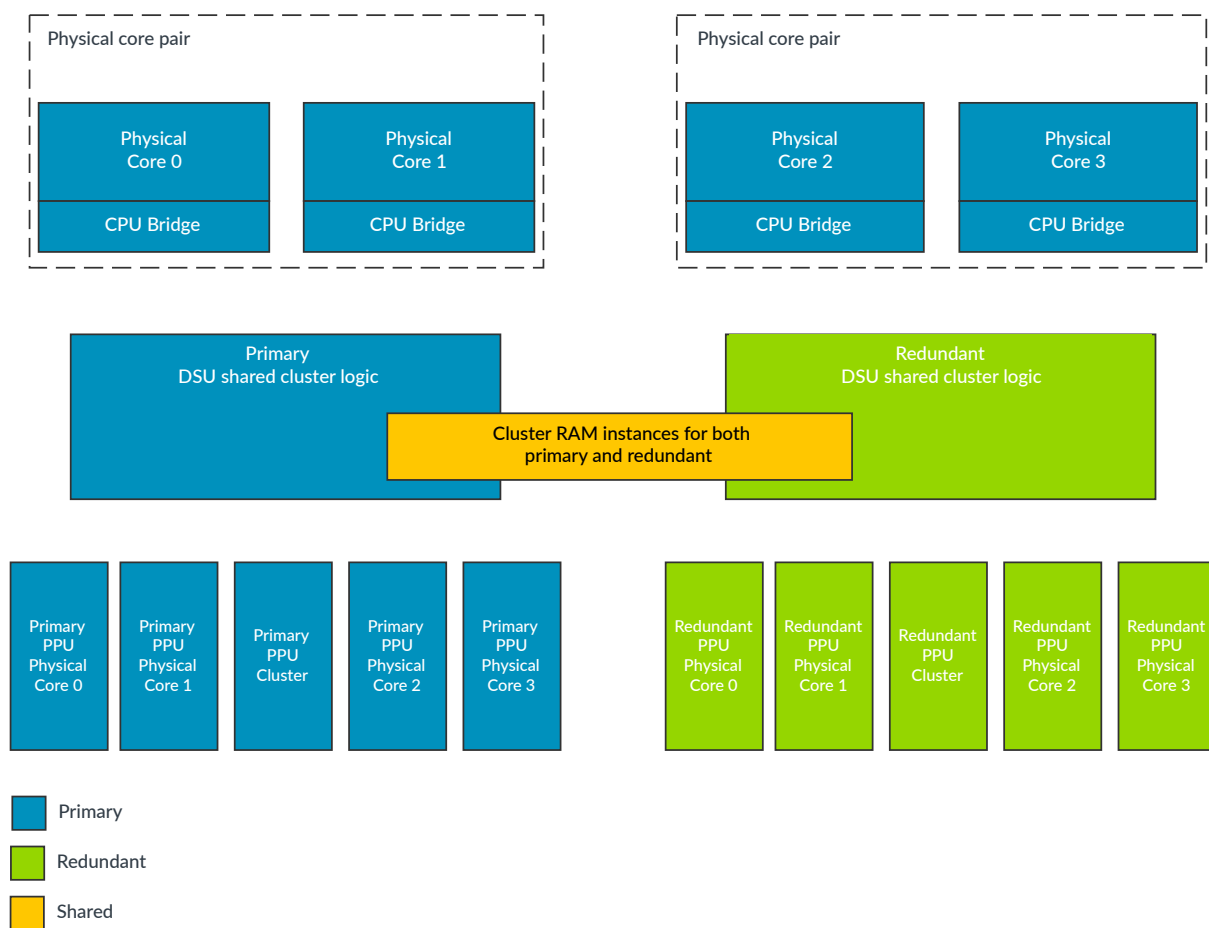 Physical core pair
Physical core pair
Physical
Core 0
Physical
Core 1
Physical
Core 2
Physical
Core 3
CPU Bridge
CPU Bridge
CPU Bridge
CPU Bridge
Primary
DSU shared cluster logic
Redundant
DSU shared cluster logic
Cluster RAM instances for both
primary and redundant
Primary
PPU
Physical
Core 0
Primary
PPU
Physical
Core 1
Primary
PPU
Cluster
Primary
PPU
Physical
Core 2
Primary
PPU
Physical
Core 3
Redundant
PPU
Physical
Core 0
Redundant
PPU
Physical
Core 1
Redundant
PPU
Cluster
Redundant
PPU
Physical
Core 2
Redundant
PPU
Physical
Core 3
Primary
Redundant
Shared